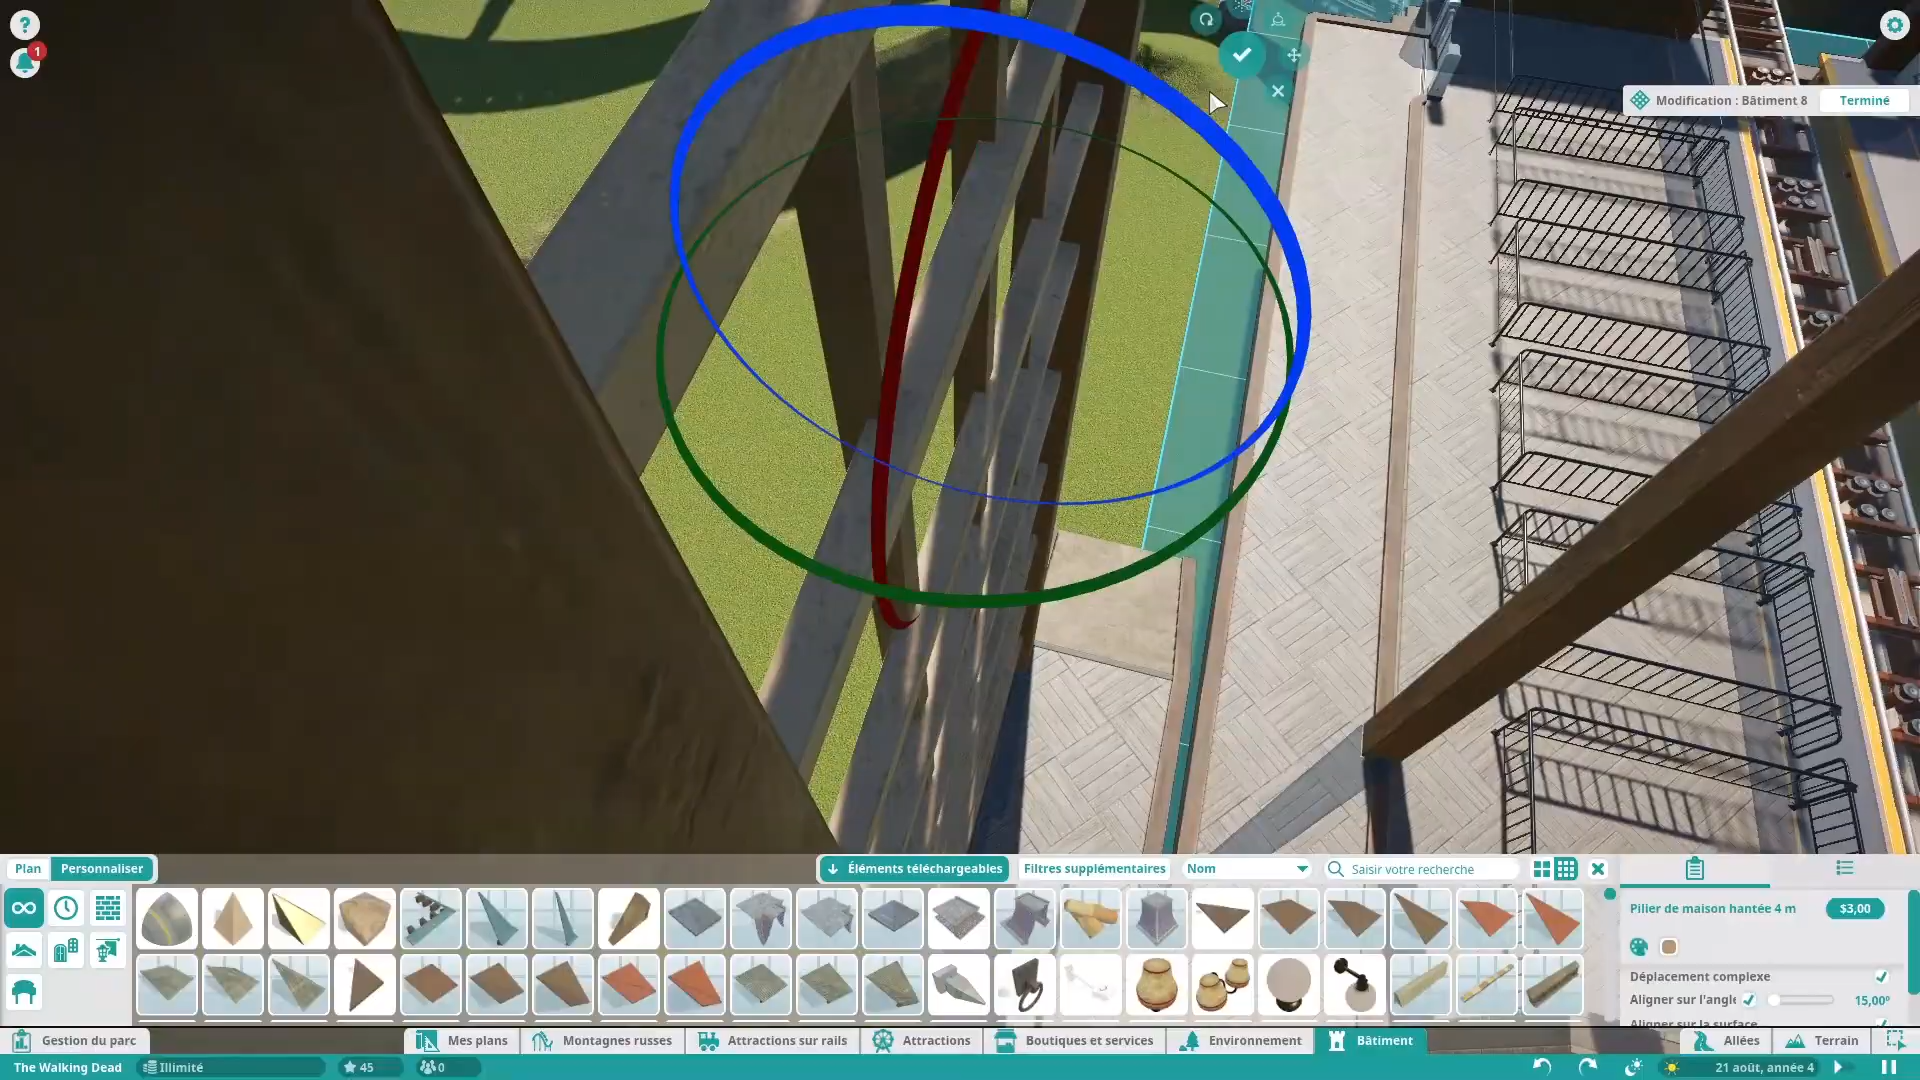 ?
1
Modification : Bâtiment 8
Terminé
Plan
Personnaliser
Éléments téléchargeables
Filtres supplémentaires
Nom
Saisir votre recherche
Pilier de maison hantée 4 m
$3,00
Déplacement complexe
Aligner sur l'angle
15,00°
Aligner sur la surface
Gestion du parc
Mes plans
Montagnes russes
Attractions sur rails
Attractions
Boutiques et services
Environnement
Bâtiment
Allées
Terrain
The Walking Dead
Illimité
45
0
21 août, année 4